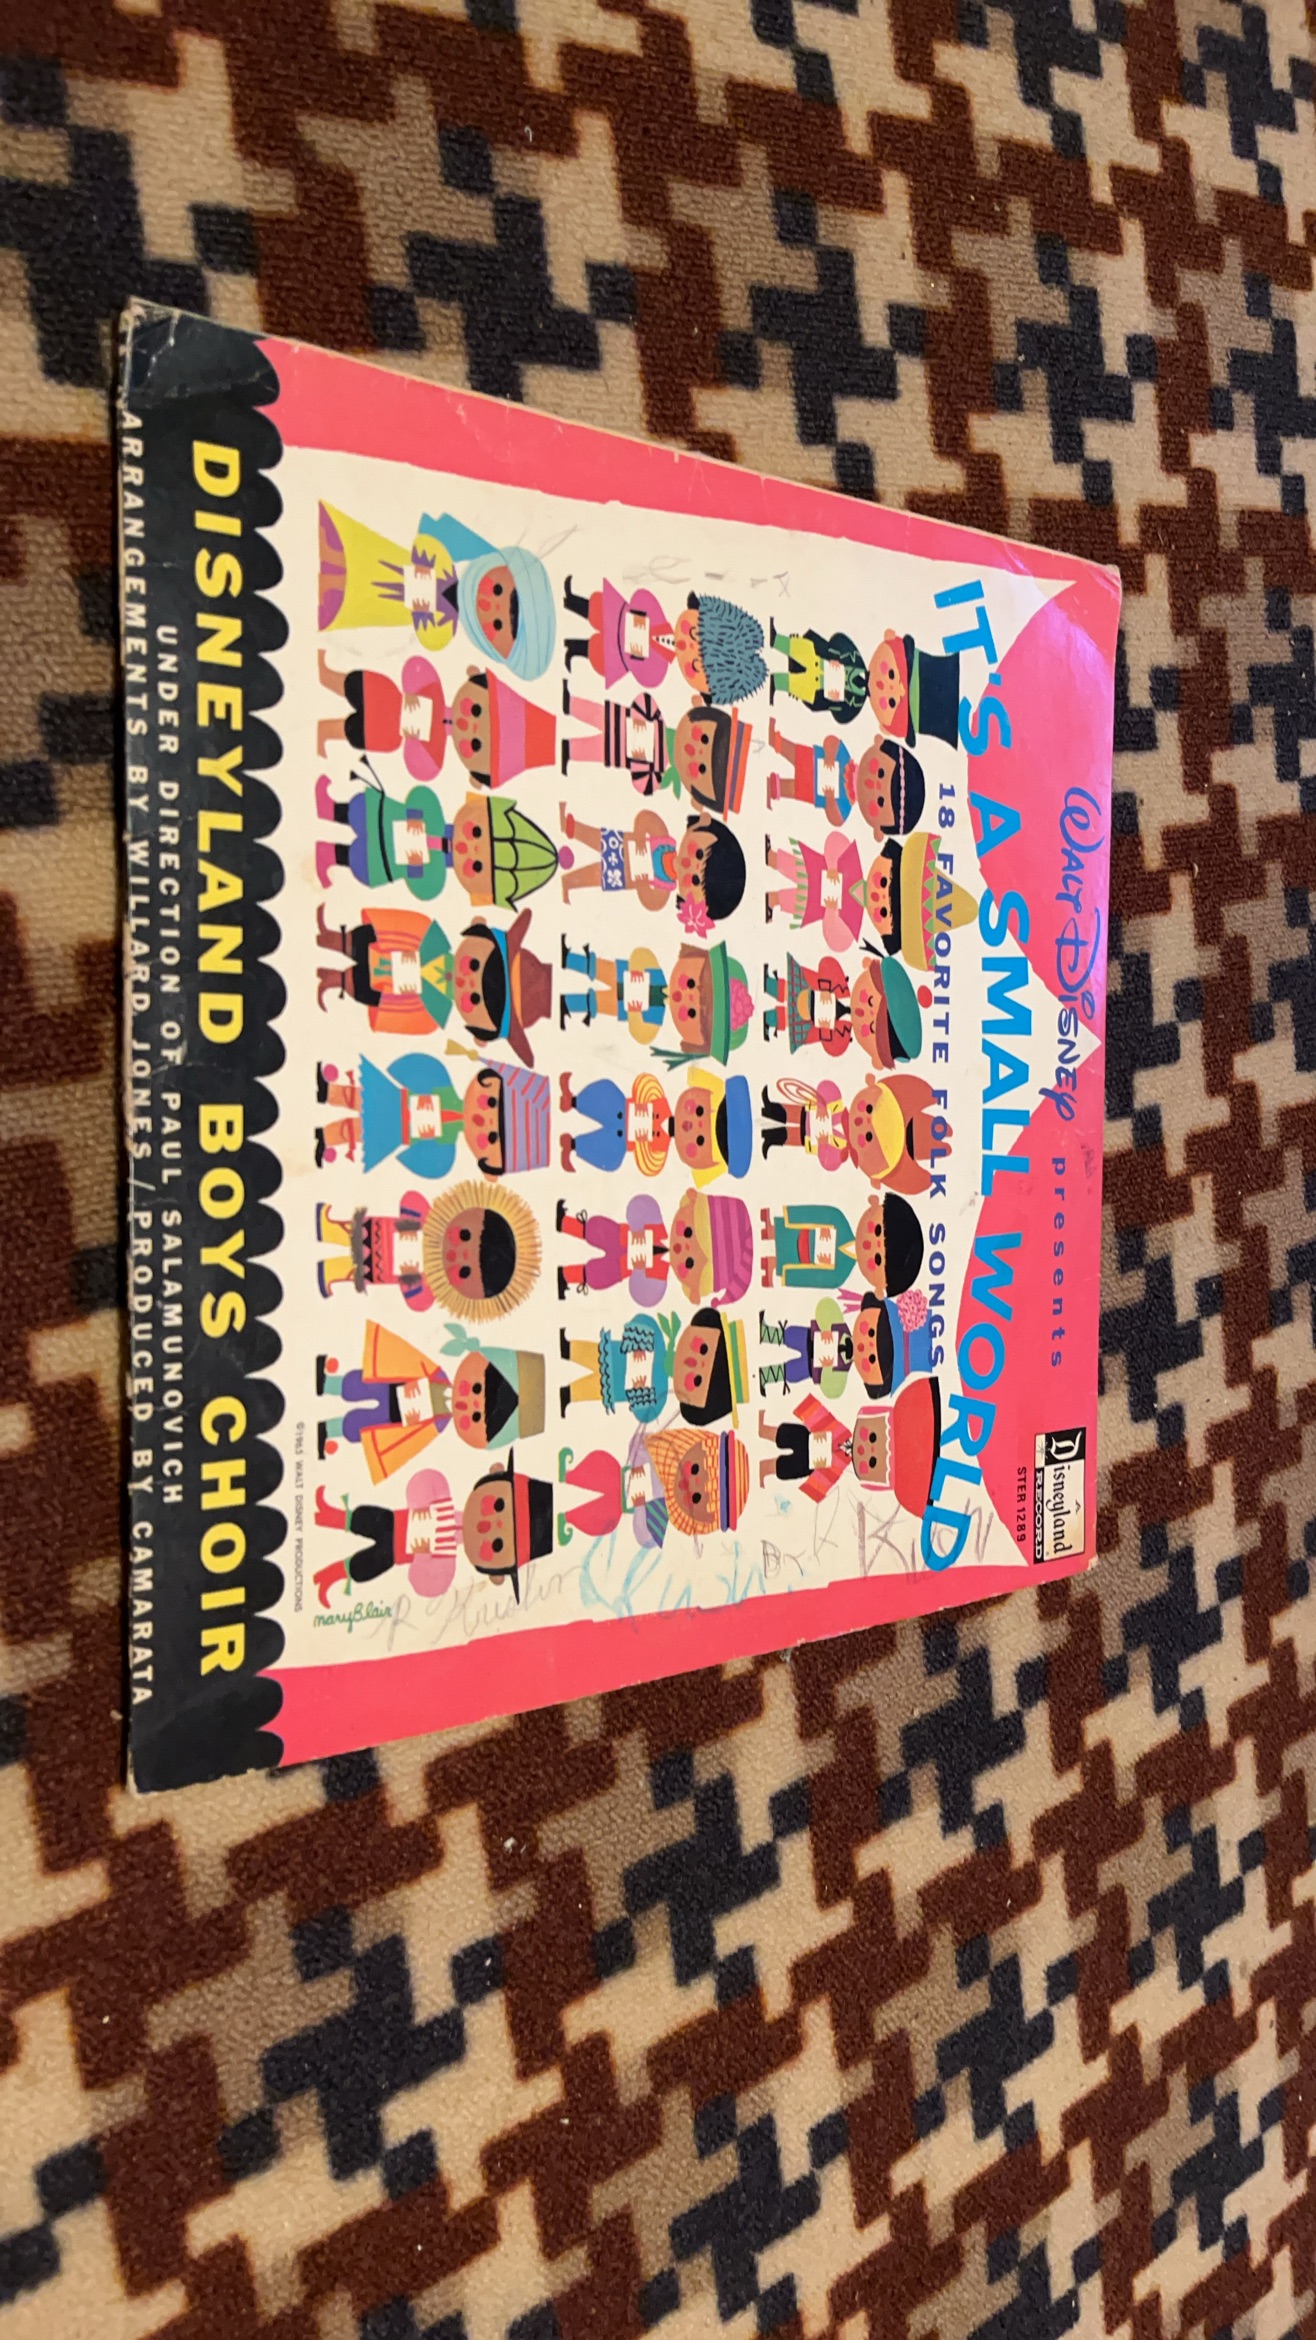 WALT DISNEY presents
Disneyland
RECORD
STER 1289
IT'S A SMALL WORLD
18 FAVORITE FOLK SONGS
mary Blair
©1965 WALT DISNEY PRODUCTIONS
DISNEYLAND BOYS CHOIR
UNDER DIRECTION OF PAUL SALAMUNOVICH
ARRANGEMENTS BY WILLARD JONES / PRODUCED BY CAMARATA